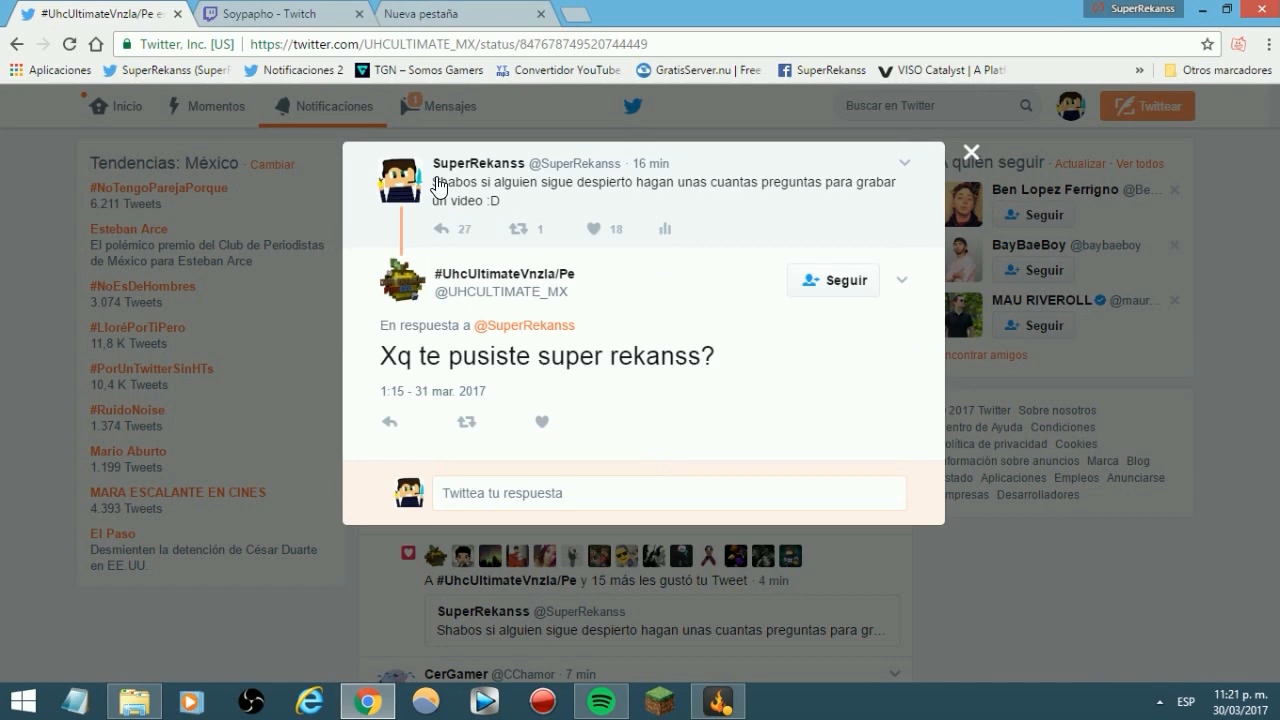 #UhcUltimateVnzla/Pe e
Soypapho - Twitch
Nueva pestaña
SuperRekanss
Twitter, Inc. [US]
https://twitter.com/UHCULTIMATE_MX/status/847678749520744449
Aplicaciones
SuperRekanss (SuperF
Notificaciones 2
TGN – Somos Gamers
Convertidor YouTube
GratisServer.nu | Free
SuperRekanss
VISO Catalyst | A Plat
»
Otros marcadores
Inicio
Momentos
Notificaciones
1
Mensajes
Buscar en Twitter
Twittear
Tendencias: México · Cambiar
#NoTengoParejaPorque
6.211 Tweets
Esteban Arce
El polémico premio del Club de Periodistas
de México para Esteban Arce
#NoEsDeHombres
3.074 Tweets
#LloréPorTiPero
11,8 K Tweets
#PorUnTwitterSinHTs
10,4 K Tweets
#RuidoNoise
1.374 Tweets
Mario Aburto
1.199 Tweets
MARA ESCALANTE EN CINES
4.393 Tweets
El Paso
Desmienten la detención de César Duarte
en EE.UU.
SuperRekanss @SuperRekanss · 16 min
Shabos si alguien sigue despierto hagan unas cuantas preguntas para grabar
un video :D
27
1
18
#UhcUltimateVnzla/Pe
@UHCULTIMATE_MX
Seguir
En respuesta a @SuperRekanss
Xq te pusiste super rekanss?
1:15 - 31 mar. 2017
Twittea tu respuesta
A #UhcUltimateVnzla/Pe y 15 más les gustó tu Tweet · 4 min
SuperRekanss @SuperRekanss
Shabos si alguien sigue despierto hagan unas cuantas preguntas para gr...
CerGamer @CChamor · 7 min
A quién seguir · Actualizar · Ver todos
Ben Lopez Ferrigno @Be...
Seguir
BayBaeBoy @baybaeboy
Seguir
MAU RIVEROLL @maur...
Seguir
ncontrar amigos
2017 Twitter Sobre nosotros
entro de Ayuda Condiciones
olítica de privacidad Cookies
nformación sobre anuncios Marca Blog
stado Aplicaciones Empleos Anunciarse
mpresas Desarrolladores
ESP
11:21 p. m.
30/03/2017